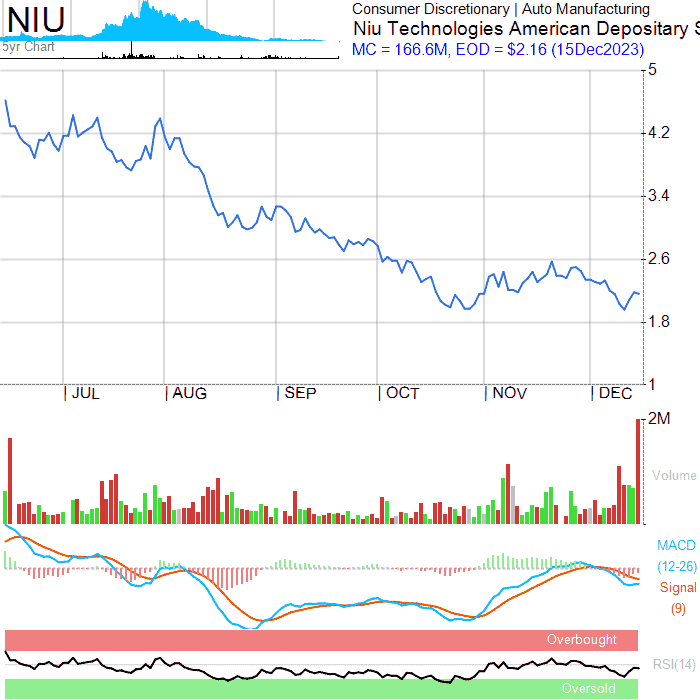 NIU
5yr Chart
Consumer Discretionary | Auto Manufacturing
Niu Technologies American Depositary S
MC = 166.6M, EOD = $2.16 (15Dec2023)
5
4.2
3.4
2.6
1.8
1
JUL AUG SEP OCT NOV DEC
2M
Volume
MACD
(12-26)
Signal
(9)
Overbought
RSI(14)
Oversold